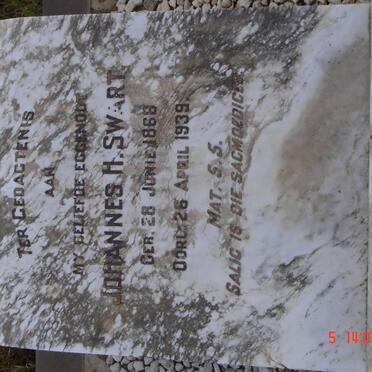 TER GEDAGTENIS
AAN
MY GELIEFDE EGGENOOT
JOHANNES H. SWART
GEB. 28 JUNIE 1868
OORL. 26 APRIL 1939.
MAT. 5. 5.
SALIG IS DIE SAGMOEDIGES
5 14:0